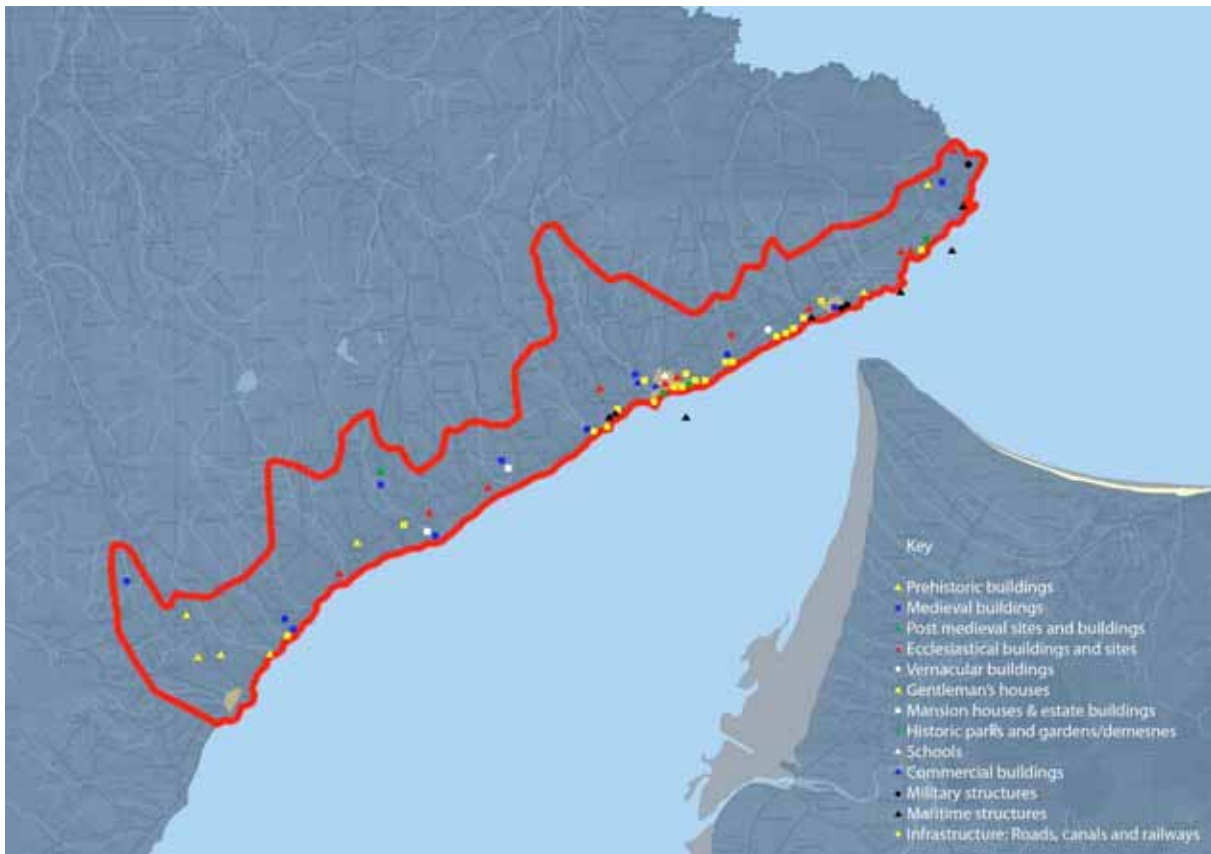 Key
Prehistoric buildings
Medieval buildings
Post medieval sites and buildings
Ecclesiastical buildings and sites
Vernacular buildings
Gentleman's houses
Mansion houses & estate buildings
Historic parks and gardens/demesnes
Schools
Commercial buildings
Military structures
Maritime structures
Infrastructure: Roads, canals and railways